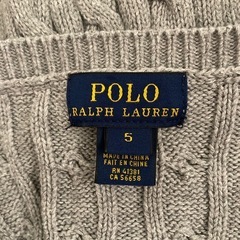 POLO
RALPH LAUREN
5
MADE IN CHINA
FAIT EN CHINE
RN 41381
CA 56658